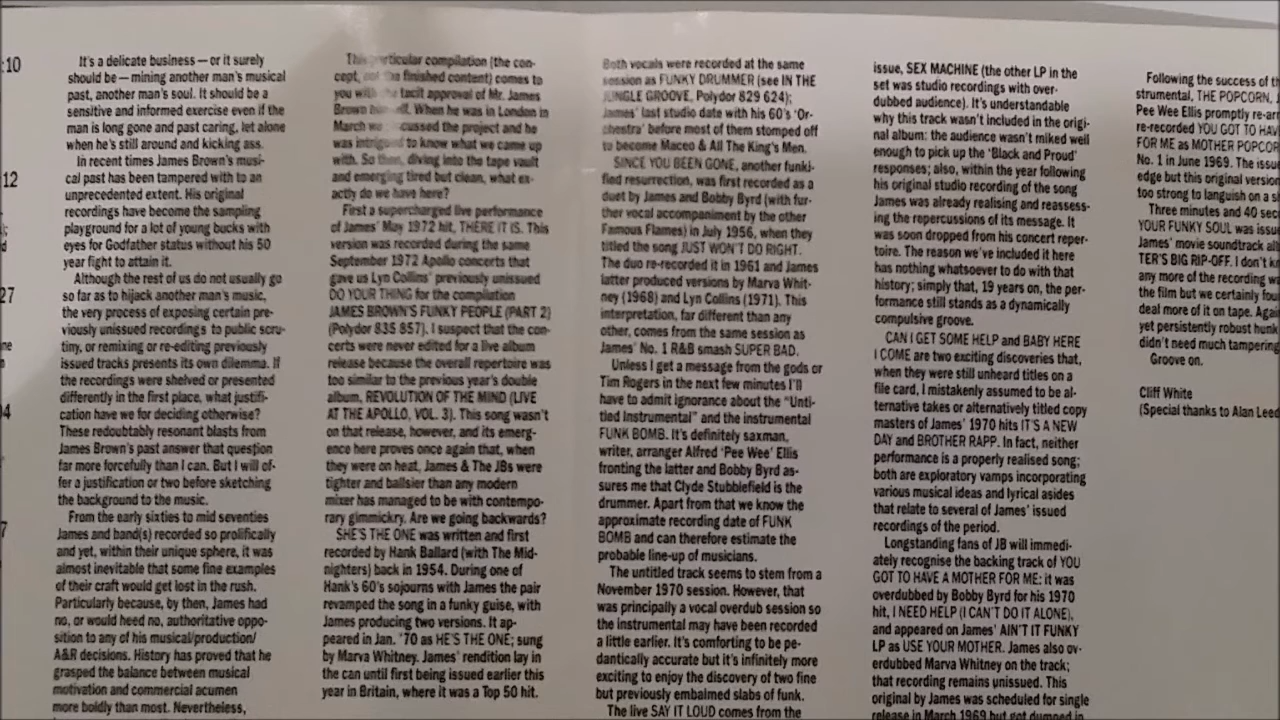 :10
12
27
04
7
It's a delicate business — or it surely
should be — mining another man's musical
past, another man's soul. It should be a
sensitive and informed exercise even if the
man is long gone and past caring, let alone
when he's still around and kicking ass.
In recent times James Brown's musi-
cal past has been tampered with to an
unprecedented extent. His original
recordings have become the sampling
playground for a lot of young bucks with
eyes for Godfather status without his 50
year fight to attain it.
Although the rest of us do not usually go
so far as to hijack another man's music,
the very process of exposing certain pre-
viously unissued recordings to public scru-
tiny, or remixing or re-editing previously
issued tracks presents its own dilemma. If
the recordings were shelved or presented
differently in the first place, what justifi-
cation have we for deciding otherwise?
These redoubtably resonant blasts from
James Brown's past answer that question
far more forcefully than I can. But I will of-
fer a justification or two before sketching
the background to the music.
From the early sixties to mid seventies
James and band(s) recorded so prolifically
and yet, within their unique sphere, it was
almost inevitable that some fine examples
of their craft would get lost in the rush.
Particularly because, by then, James had
no, or would heed no, authoritative oppo-
sition to any of his musical/production/
A&R decisions. History has proved that he
grasped the balance between musical
motivation and commercial acumen
more boldly than most. Nevertheless,
This particular compilation (the con-
cept, not the finished content) comes to
you with the tacit approval of Mr. James
Brown himself. When he was in London in
March we discussed the project and he
was intrigued to know what we came up
with. So then, diving into the tape vault
and emerging tired but clean, what ex-
actly do we have here?
First a supercharged live performance
of James' May 1972 hit, THERE IT IS. This
version was recorded during the same
September 1972 Apollo concerts that
gave us Lyn Collins' previously unissued
DO YOUR THING for the compilation
JAMES BROWN'S FUNKY PEOPLE (PART 2)
(Polydor 835 857). I suspect that the con-
certs were never edited for a live album
release because the overall repertoire was
too similar to the previous year's double
album, REVOLUTION OF THE MIND (LIVE
AT THE APOLLO, VOL. 3). This song wasn't
on that release, however, and its emerg-
ence here proves once again that, when
they were on heat, James & The JBs were
tighter and ballsier than any modern
mixer has managed to be with contempo-
rary gimmickry. Are we going backwards?
SHE'S THE ONE was written and first
recorded by Hank Ballard (with The Mid-
nighters) back in 1954. During one of
Hank's 60's sojourns with James the pair
revamped the song in a funky guise, with
James producing two versions. It ap-
peared in Jan. '70 as HE'S THE ONE; sung
by Marva Whitney. James' rendition lay in
the can until first being issued earlier this
year in Britain, where it was a Top 50 hit.
Both vocals were recorded at the same
session as FUNKY DRUMMER (see IN THE
JUNGLE GROOVE, Polydor 829 624);
James' last studio date with his 60's 'Or-
chestra' before most of them stomped off
to become Maceo & All The King's Men.
SINCE YOU BEEN GONE, another funki-
fied resurrection, was first recorded as a
duet by James and Bobby Byrd (with fur-
ther vocal accompaniment by the other
Famous Flames) in July 1956, when they
titled the song JUST WON'T DO RIGHT.
The duo re-recorded it in 1961 and James
latter produced versions by Marva Whit-
ney (1968) and Lyn Collins (1971). This
interpretation, far different than any
other, comes from the same session as
James' No. 1 R&B smash SUPER BAD.
Unless I get a message from the gods or
Tim Rogers in the next few minutes I'll
have to admit ignorance about the "Unti-
tled Instrumental" and the instrumental
FUNK BOMB. It's definitely saxman,
writer, arranger Alfred 'Pee Wee' Ellis
fronting the latter and Bobby Byrd as-
sures me that Clyde Stubblefield is the
drummer. Apart from that we know the
approximate recording date of FUNK
BOMB and can therefore estimate the
probable line-up of musicians.
The untitled track seems to stem from a
November 1970 session. However, that
was principally a vocal overdub session so
the instrumental may have been recorded
a little earlier. It's comforting to be pe-
dantically accurate but it's infinitely more
exciting to enjoy the discovery of two fine
but previously embalmed slabs of funk.
The live SAY IT LOUD comes from the
issue, SEX MACHINE (the other LP in the
set was studio recordings with over-
dubbed audience). It's understandable
why this track wasn't included in the origi-
nal album: the audience wasn't miked well
enough to pick up the 'Black and Proud'
responses; also, within the year following
his original studio recording of the song
James was already realising and reassess-
ing the repercussions of its message. It
was soon dropped from his concert reper-
toire. The reason we've included it here
has nothing whatsoever to do with that
history; simply that, 19 years on, the per-
formance still stands as a dynamically
compulsive groove.
CAN I GET SOME HELP and BABY HERE
I COME are two exciting discoveries that,
when they were still unheard titles on a
file card, I mistakenly assumed to be al-
ternative takes or alternatively titled copy
masters of James' 1970 hits IT'S A NEW
DAY and BROTHER RAPP. In fact, neither
performance is a properly realised song;
both are exploratory vamps incorporating
various musical ideas and lyrical asides
that relate to several of James' issued
recordings of the period.
Longstanding fans of JB will immedi-
ately recognise the backing track of YOU
GOT TO HAVE A MOTHER FOR ME; it was
overdubbed by Bobby Byrd for his 1970
hit, I NEED HELP (I CAN'T DO IT ALONE),
and appeared on James' AIN'T IT FUNKY
LP as USE YOUR MOTHER. James also ov-
erdubbed Marva Whitney on the track;
that recording remains unissued. This
original by James was scheduled for single
release in March 1969 but got dumped in
Following the success of th
strumental, THE POPCORN,
Pee Wee Ellis promptly re-arr
re-recorded YOU GOT TO HAV
FOR ME as MOTHER POPCOR
No. 1 in June 1969. The issu
edge but this original version
too strong to languish on a s
Three minutes and 40 sec
YOUR FUNKY SOUL was issu
James' movie soundtrack alb
TER'S BIG RIP-OFF. I don't k
any more of the recording w
the film but we certainly fou
deal more of it on tape. Agai
yet persistently robust hunk
didn't need much tampering
Groove on.
Cliff White
(Special thanks to Alan Leed